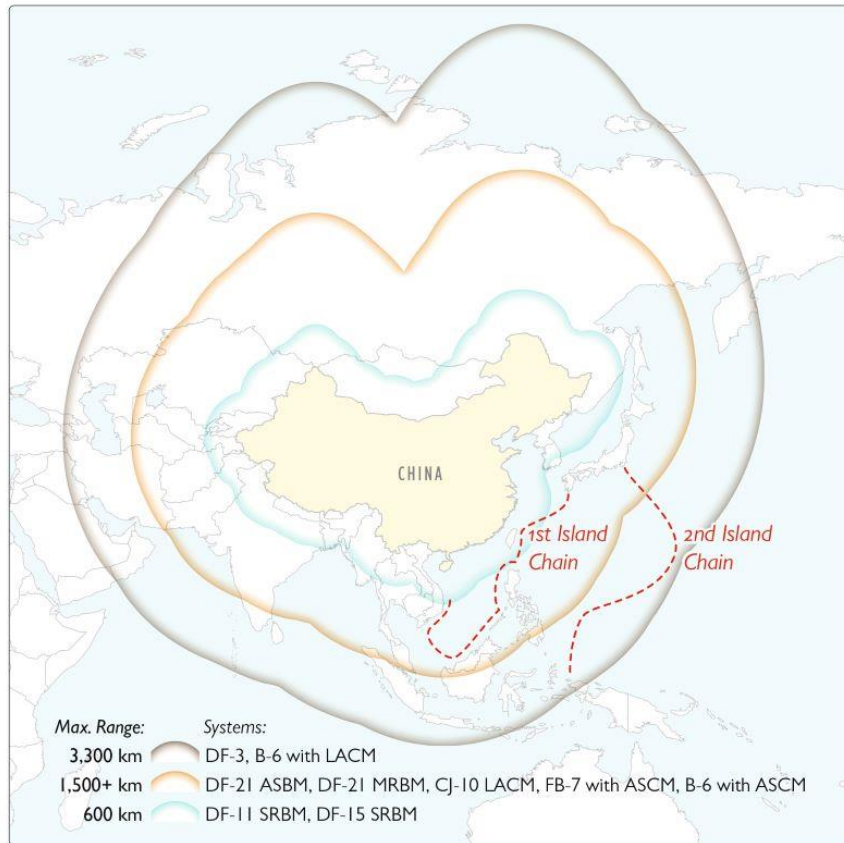 CHINA
1st Island
Chain
2nd Island
Chain
Max. Range: Systems:
3,300 km DF-3, B-6 with LACM
1,500+ km DF-21 ASBM, DF-21 MRBM, CJ-10 LACM, FB-7 with ASCM, B-6 with ASCM
600 km DF-11 SRBM, DF-15 SRBM